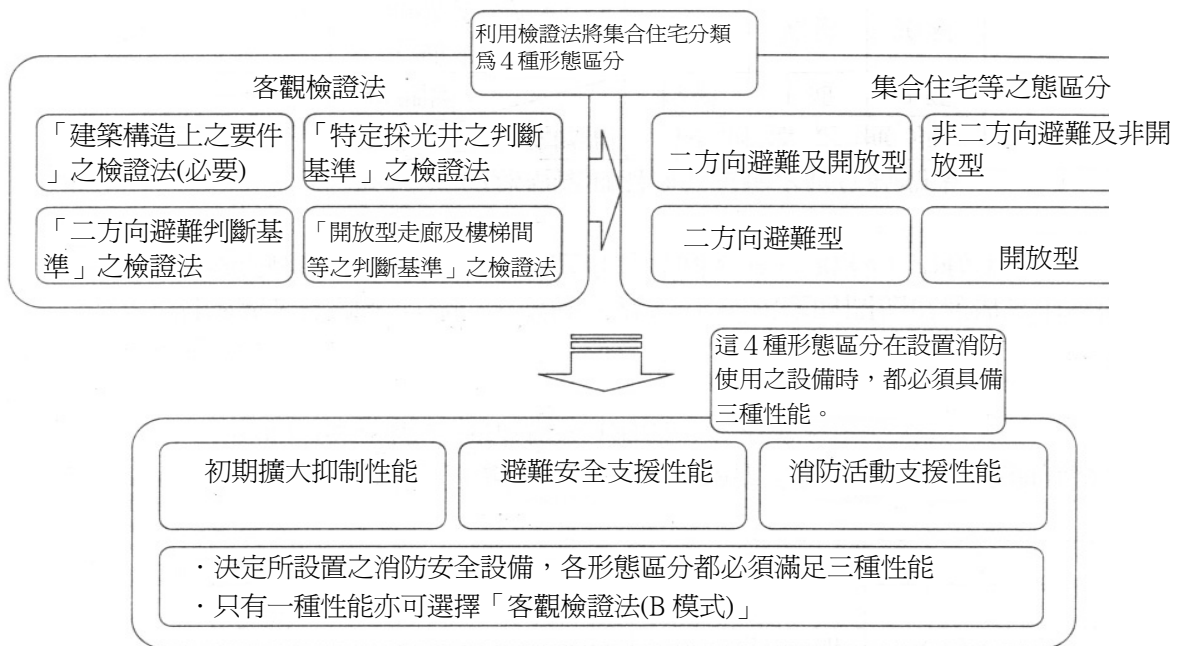 利用檢證法將集合住宅分類
爲4種形態區分
客觀檢證法
「建築構造上之要件
」之檢證法(必要)
「特定採光井之判斷
基準」之檢證法
「二方向避難判斷基
準」之檢證法
「開放型走廊及樓梯間
等之判斷基準」之檢證法
集合住宅等之態區分
二方向避難及開放型
非二方向避難及非開
放型
二方向避難型
開放型
這4種形態區分在設置消防
使用之設備時，都必須具備
三種性能。
初期擴大抑制性能
避難安全支援性能
消防活動支援性能
．決定所設置之消防安全設備，各形態區分都必須滿足三種性能
．只有一種性能亦可選擇「客觀檢證法(B 模式)」